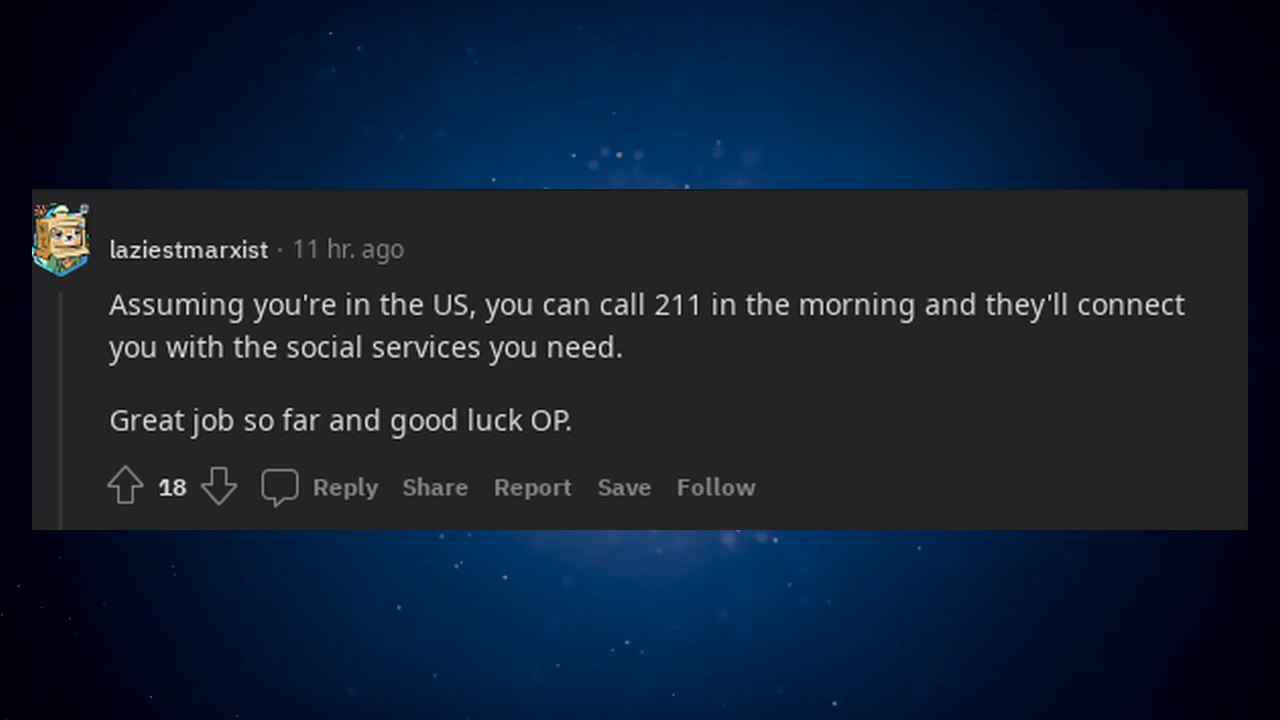 laziestmarxist · 11 hr. ago
Assuming you're in the US, you can call 211 in the morning and they'll connect
you with the social services you need.
Great job so far and good luck OP.
18 Reply Share Report Save Follow